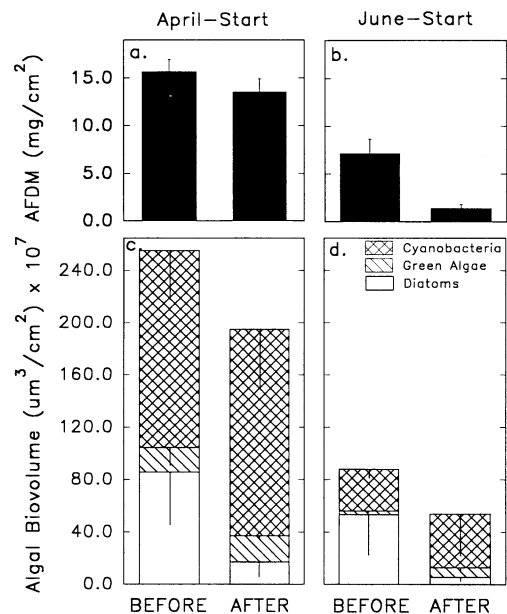 April-Start
June-Start
a.
b.
AFDM (mg/cm²)
15.0
10.0
5.0
0.0
c.
d.
Cyanobacteria
Green Algae
Diatoms
Algal Biovolume (um³/cm²) x 10⁷
240.0
200.0
160.0
120.0
80.0
40.0
0.0
BEFORE AFTER
BEFORE AFTER